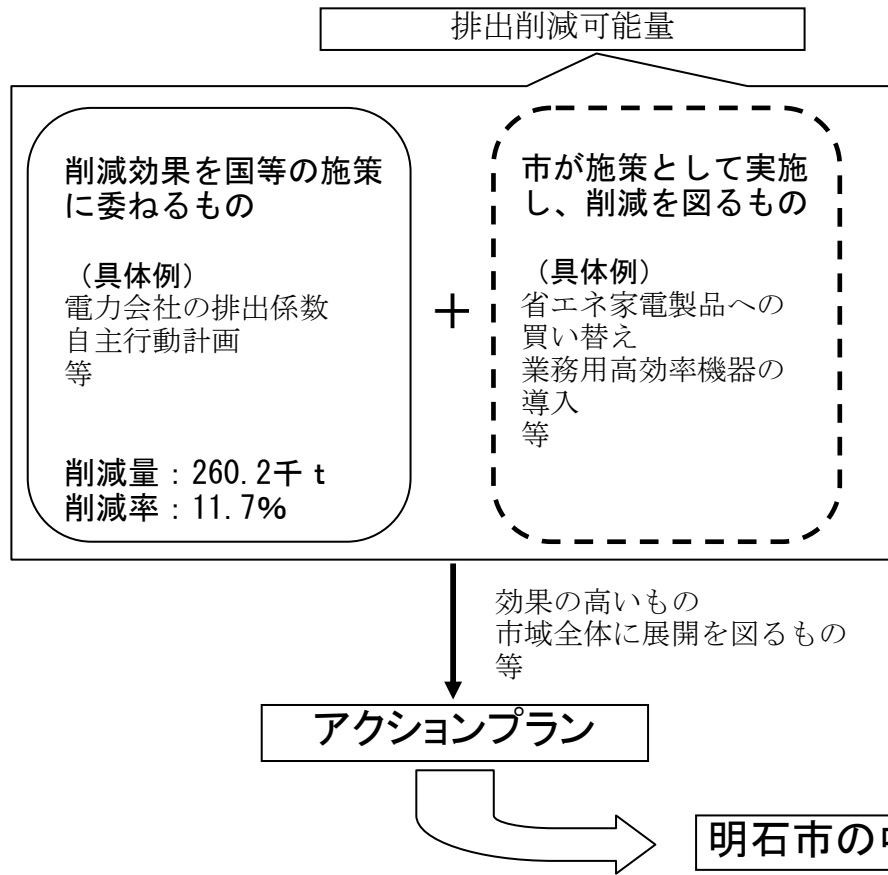 排出削減可能量
削減効果を国等の施策
に委ねるもの
（具体例）
電力会社の排出係数
自主行動計画
等
削減量：260.2千ｔ
削減率：11.7%
＋
市が施策として実施
し、削減を図るもの
（具体例）
省エネ家電製品への
買い替え
業務用高効率機器の
導入
等
効果の高いもの
市域全体に展開を図るもの
等
アクションプラン
明石市の